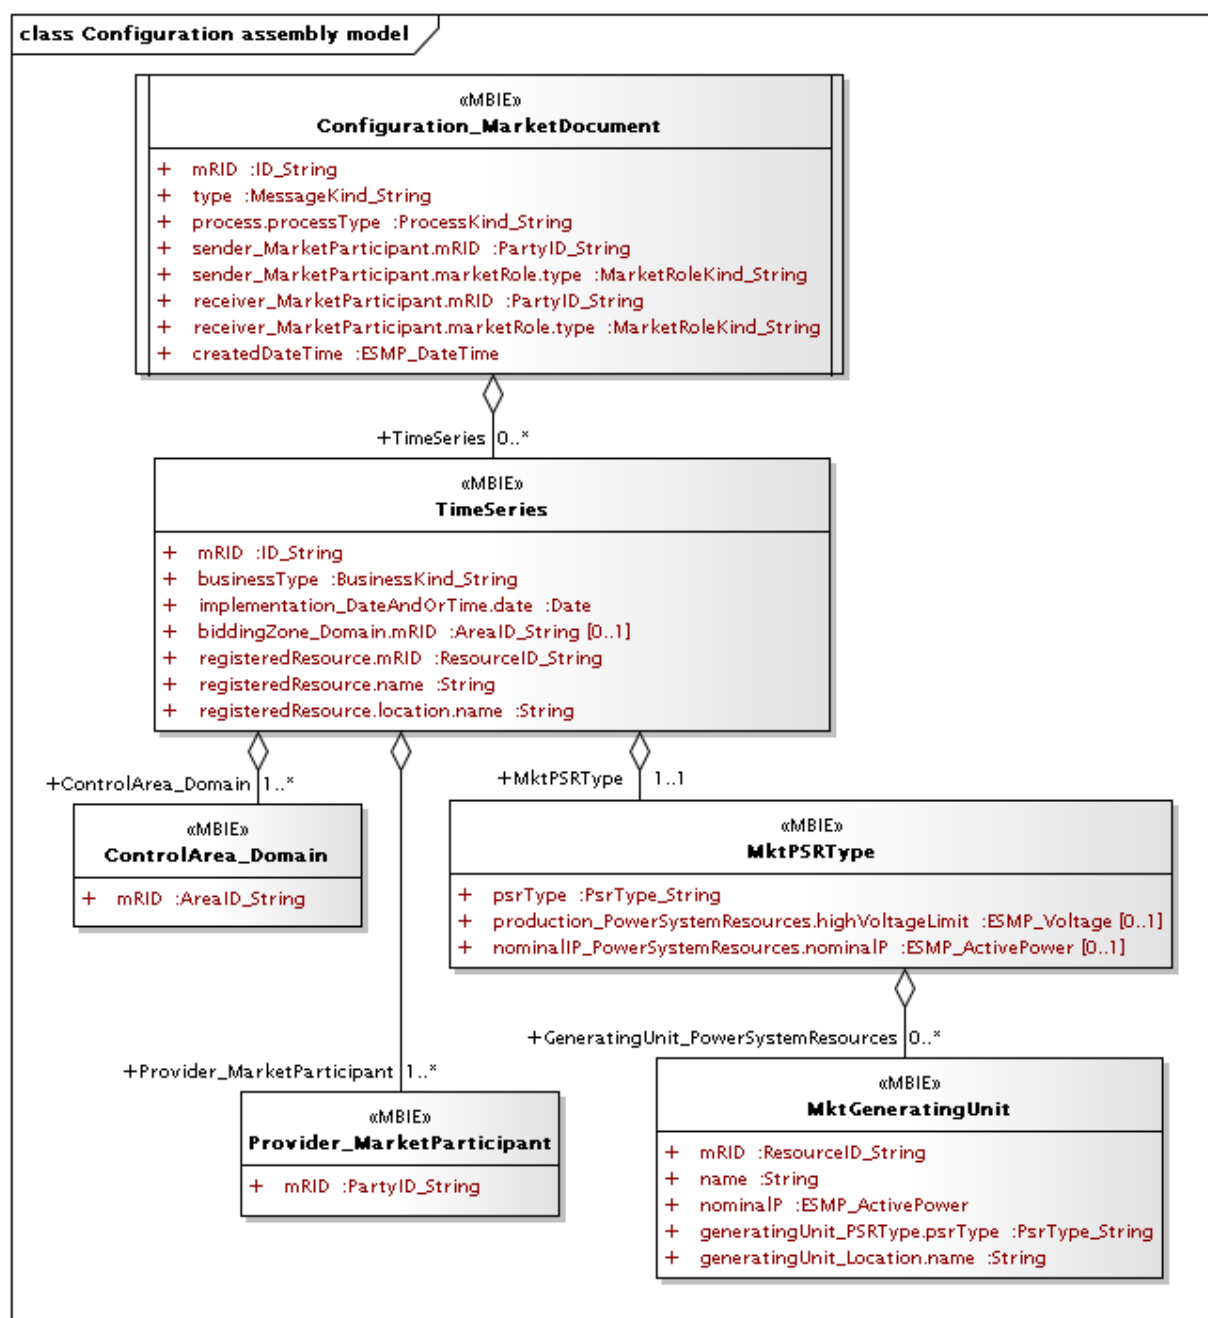 class Configuration assembly model
«MBIE»
Configuration_MarketDocument
+ mRID :ID_String
+ type :MessageKind_String
+ process.processType :ProcessKind_String
+ sender_MarketParticipant.mRID :PartyID_String
+ sender_MarketParticipant.marketRole.type :MarketRoleKind_String
+ receiver_MarketParticipant.mRID :PartyID_String
+ receiver_MarketParticipant.marketRole.type :MarketRoleKind_String
+ createdDateTime :ESMP_DateTime
+TimeSeries 0..*
«MBIE»
TimeSeries
+ mRID :ID_String
+ businessType :BusinessKind_String
+ implementation_DateAndOrTime.date :Date
+ biddingZone_Domain.mRID :AreaID_String [0..1]
+ registeredResource.mRID :ResourceID_String
+ registeredResource.name :String
+ registeredResource.location.name :String
+ControlArea_Domain 1..*
+MktPSRType 1..1
«MBIE»
ControlArea_Domain
+ mRID :AreaID_String
«MBIE»
MktPSRType
+ psrType :PsrType_String
+ production_PowerSystemResources.highVoltageLimit :ESMP_Voltage [0..1]
+ nominalIP_PowerSystemResources.nominalP :ESMP_ActivePower [0..1]
+GeneratingUnit_PowerSystemResources 0..*
+Provider_MarketParticipant 1..*
«MBIE»
Provider_MarketParticipant
+ mRID :PartyID_String
«MBIE»
MktGeneratingUnit
+ mRID :ResourceID_String
+ name :String
+ nominalP :ESMP_ActivePower
+ generatingUnit_PSRType.psrType :PsrType_String
+ generatingUnit_Location.name :String